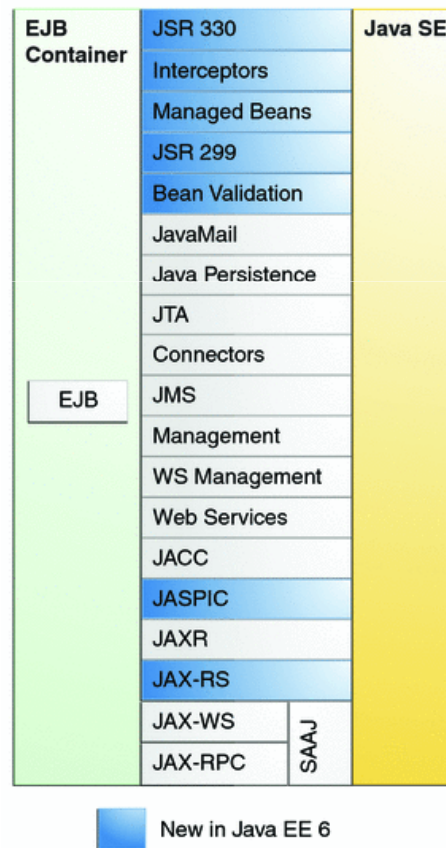 EJB
Container
EJB
JSR 330
Interceptors
Managed Beans
JSR 299
Bean Validation
JavaMail
Java Persistence
JTA
Connectors
JMS
Management
WS Management
Web Services
JACC
JASPIC
JAXR
JAX-RS
JAX-WS
JAX-RPC
SAAJ
Java SE
New in Java EE 6